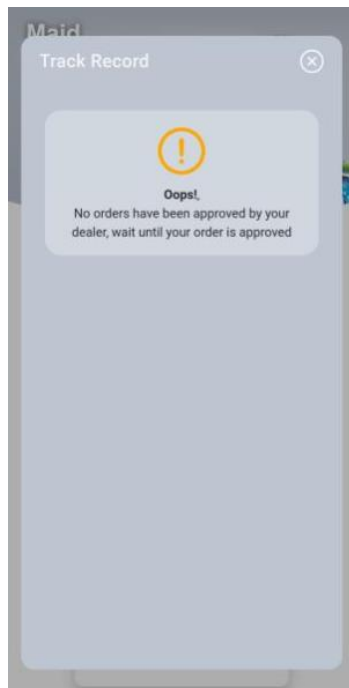 Maid
Track Record
Oops!,
No orders have been approved by your
dealer, wait until your order is approved